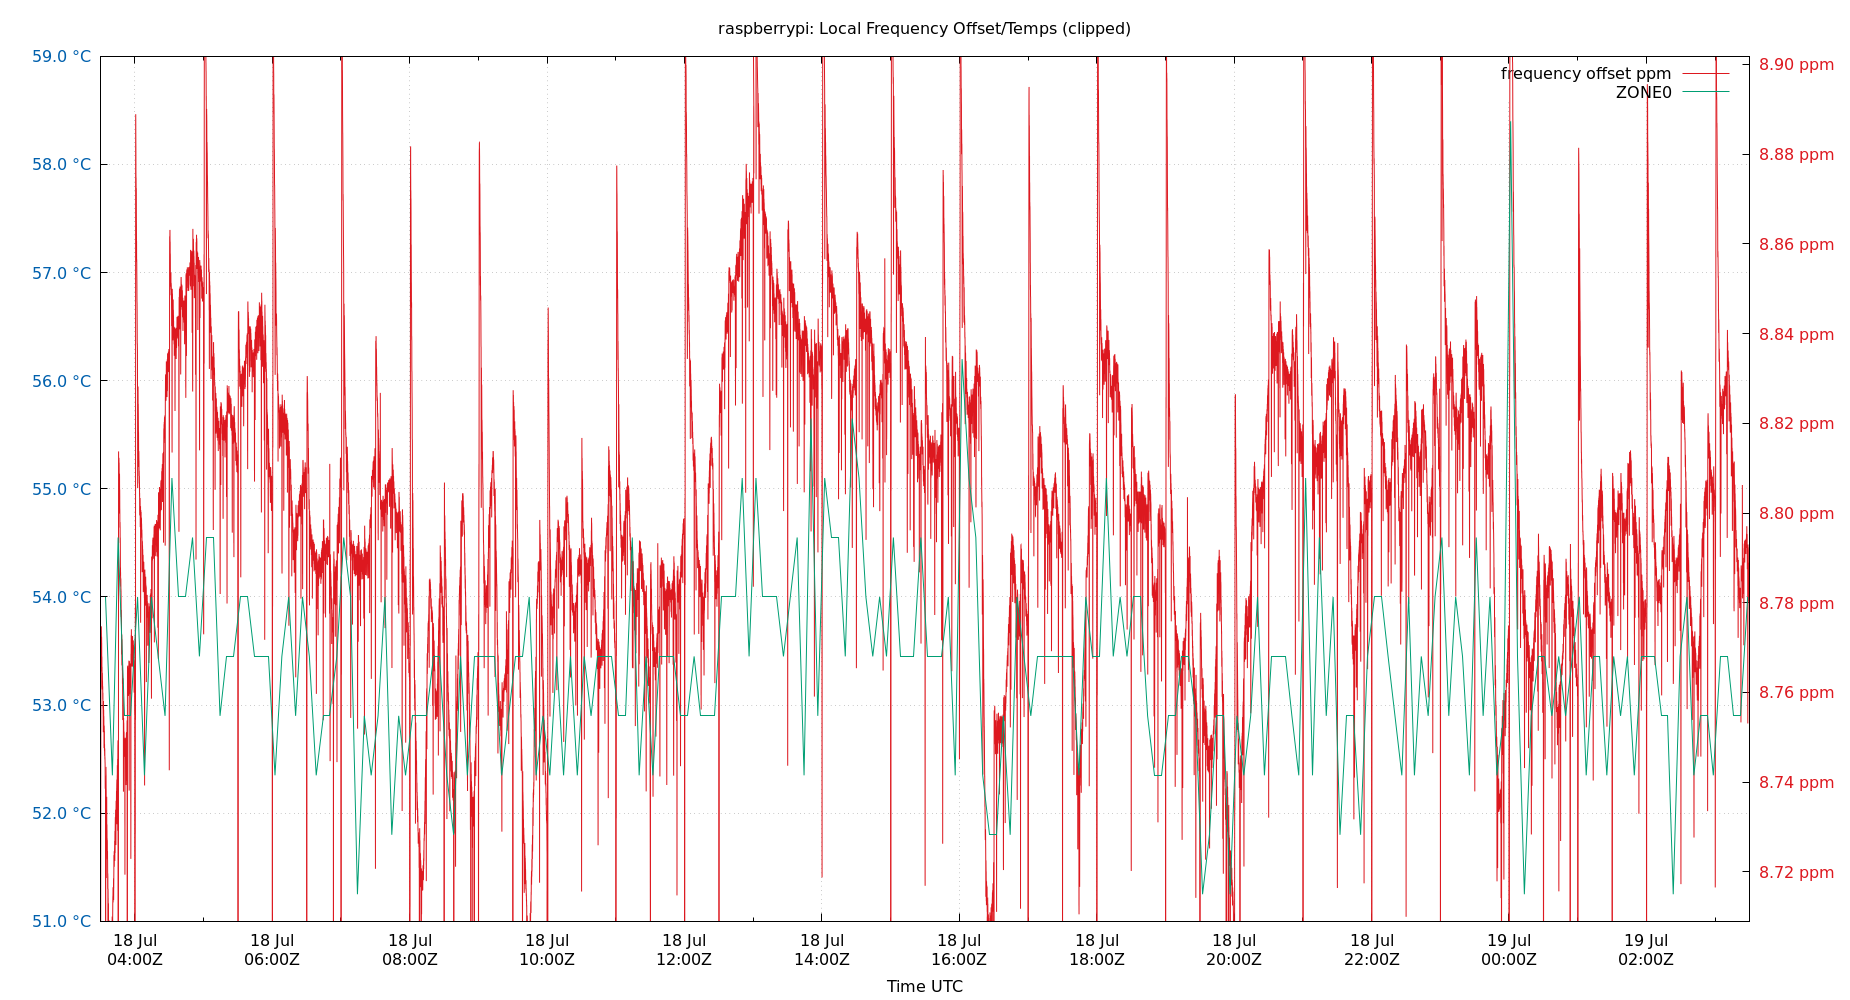 raspberrypi: Local Frequency Offset/Temps (clipped)
59.0 °C
58.0 °C
57.0 °C
56.0 °C
55.0 °C
54.0 °C
53.0 °C
52.0 °C
51.0 °C
8.90 ppm
8.88 ppm
8.86 ppm
8.84 ppm
8.82 ppm
8.80 ppm
8.78 ppm
8.76 ppm
8.74 ppm
8.72 ppm
frequency offset ppm
ZONE0
18 Jul
04:00Z
18 Jul
06:00Z
18 Jul
08:00Z
18 Jul
10:00Z
18 Jul
12:00Z
18 Jul
14:00Z
18 Jul
16:00Z
18 Jul
18:00Z
18 Jul
20:00Z
18 Jul
22:00Z
19 Jul
00:00Z
19 Jul
02:00Z
Time UTC